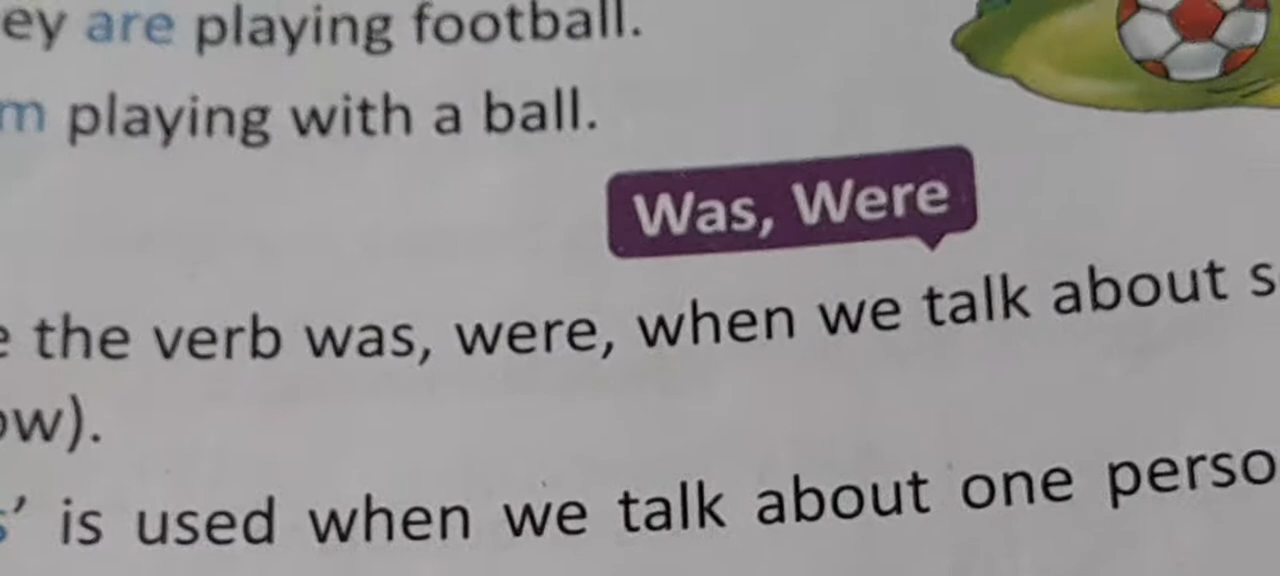 ey are playing football.
m playing with a ball.
Was, Were
e the verb was, were, when we talk about s
ow).
s' is used when we talk about one perso